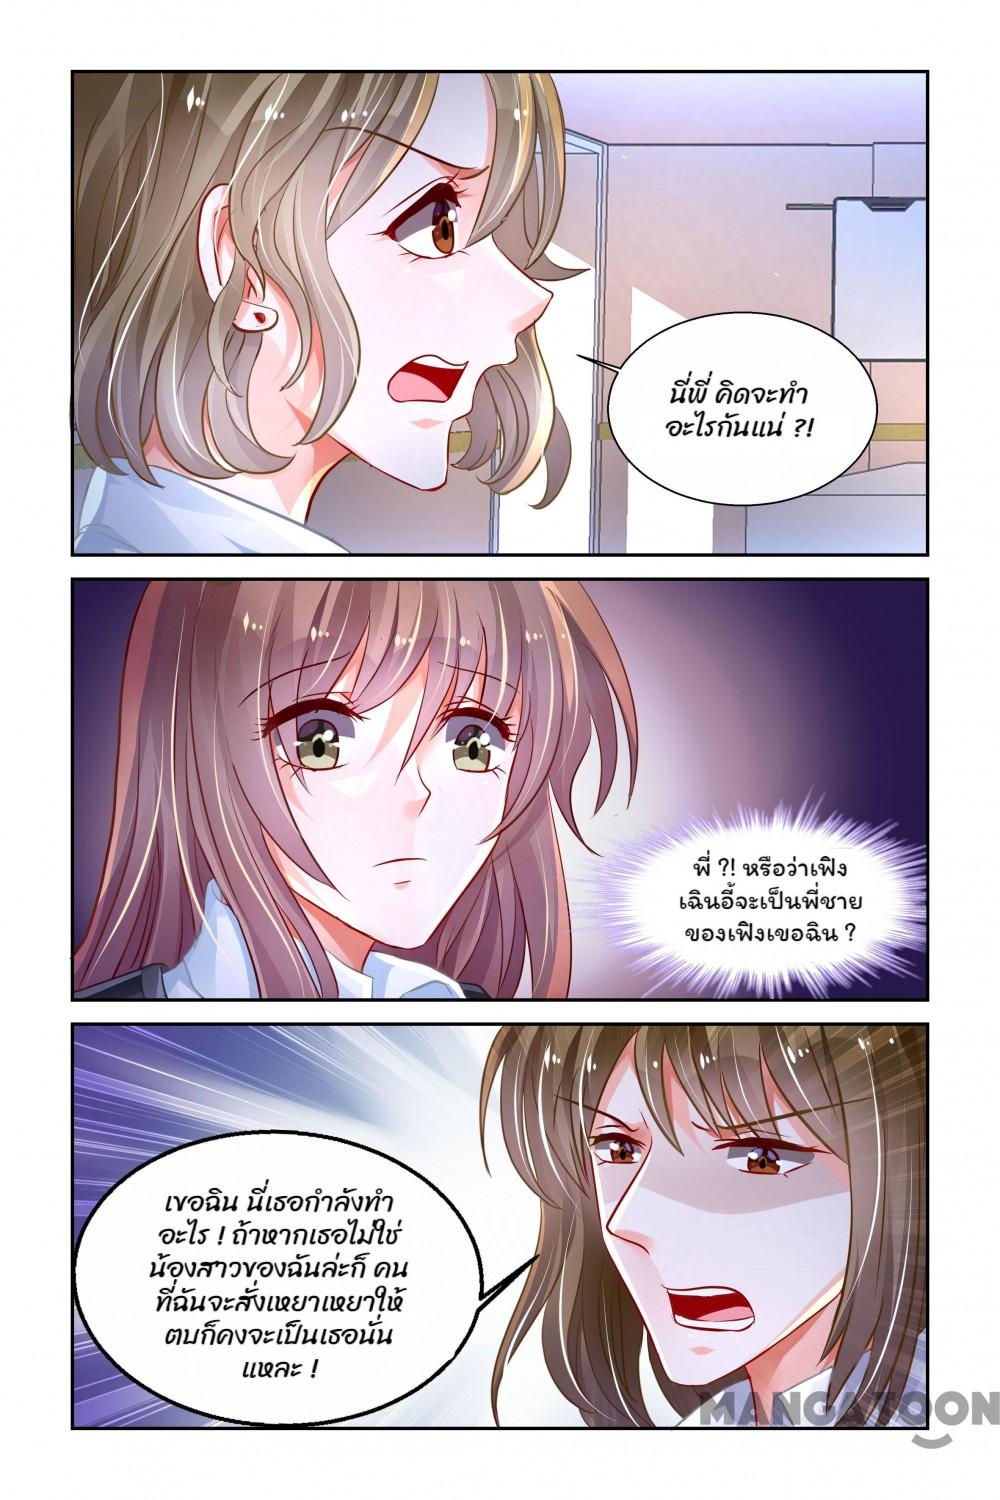 นี่พี่ คิดจะทำ
อะไรกันแน่ ?!
พี่ ?! หรือว่าเฟิง
เฉินอี้จะเป็นพี่ชาย
ของเฟิงเขอฉิน ?
เขอฉิน นี่เธอกำลังทำ
อะไร ! ถ้าหากเธอไม่ใช่
น้องสาวของฉันล่ะก็ คน
ที่ฉันจะสั่งเหยาเหยาให้
ตบก็คงจะเป็นเธอนั่น
แหละ !
MANGATOON